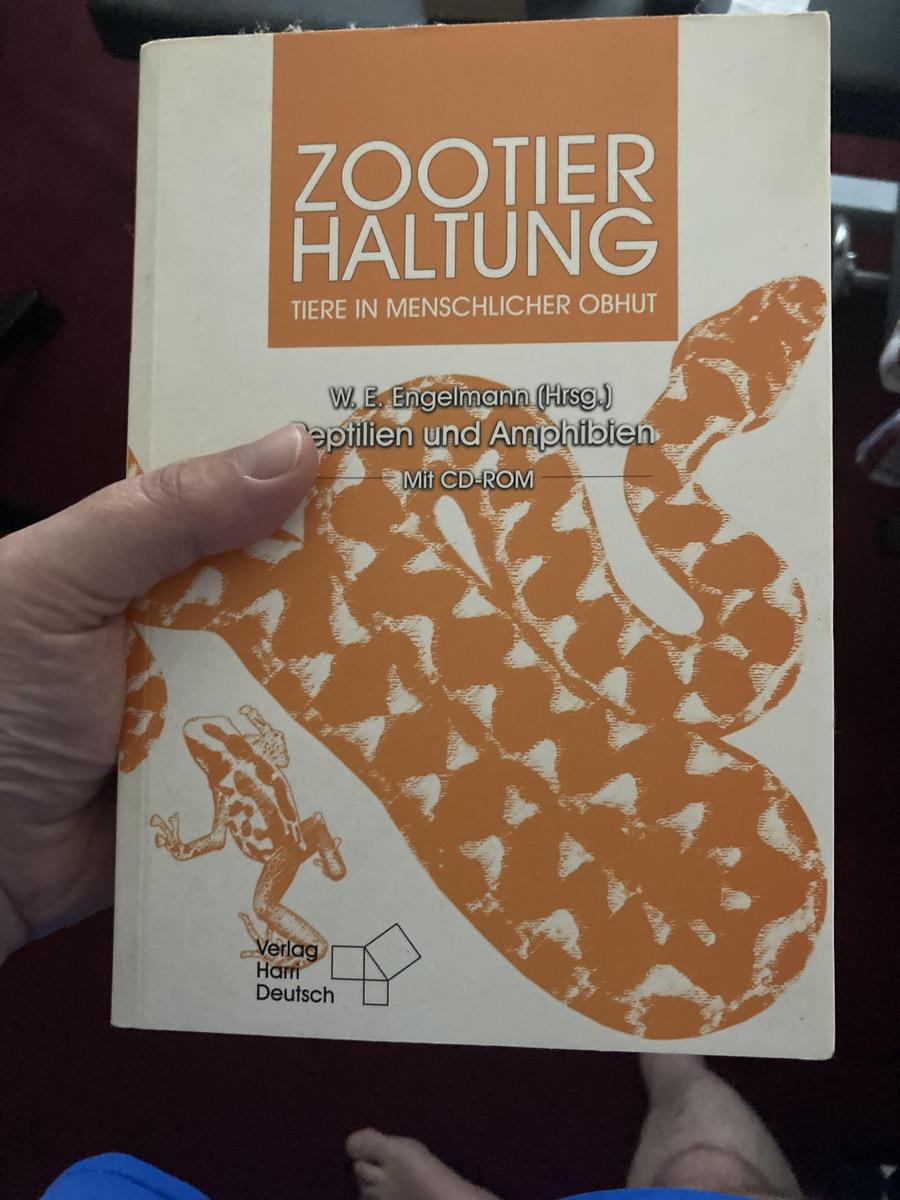 ZOOTIER
HALTUNG
TIERE IN MENSCHLICHER OBHUT
W. E. Engelmann (Hrsg.)
eptilien und Amphibien
Mit CD-ROM
Verlag
Harri
Deutsch